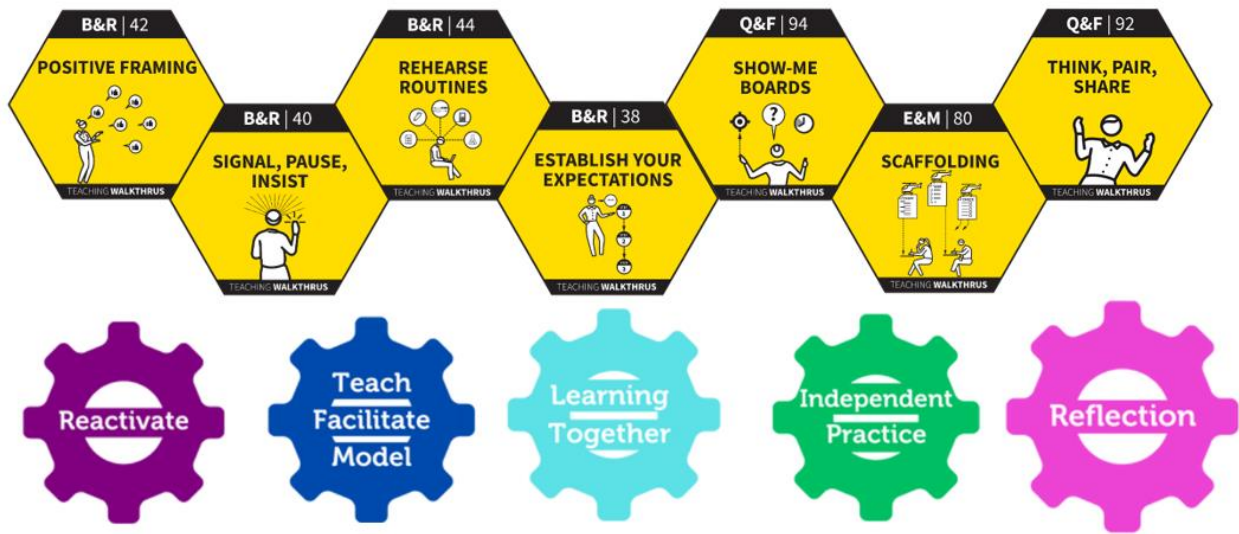 B&R | 42
POSITIVE FRAMING
TEACHING WALKTHRUS
B&R | 40
SIGNAL, PAUSE,
INSIST
TEACHING WALKTHRUS
B&R | 44
REHEARSE
ROUTINES
TEACHING WALKTHRUS
B&R | 38
ESTABLISH YOUR
EXPECTATIONS
TEACHING WALKTHRUS
Q&F | 94
SHOW-ME
BOARDS
?
TEACHING WALKTHRUS
E&M | 80
SCAFFOLDING
TEACHING WALKTHRUS
Q&F | 92
THINK, PAIR,
SHARE
TEACHING WALKTHRUS
Reactivate
Teach
Facilitate
Model
Learning
Together
Independent
Practice
Reflection